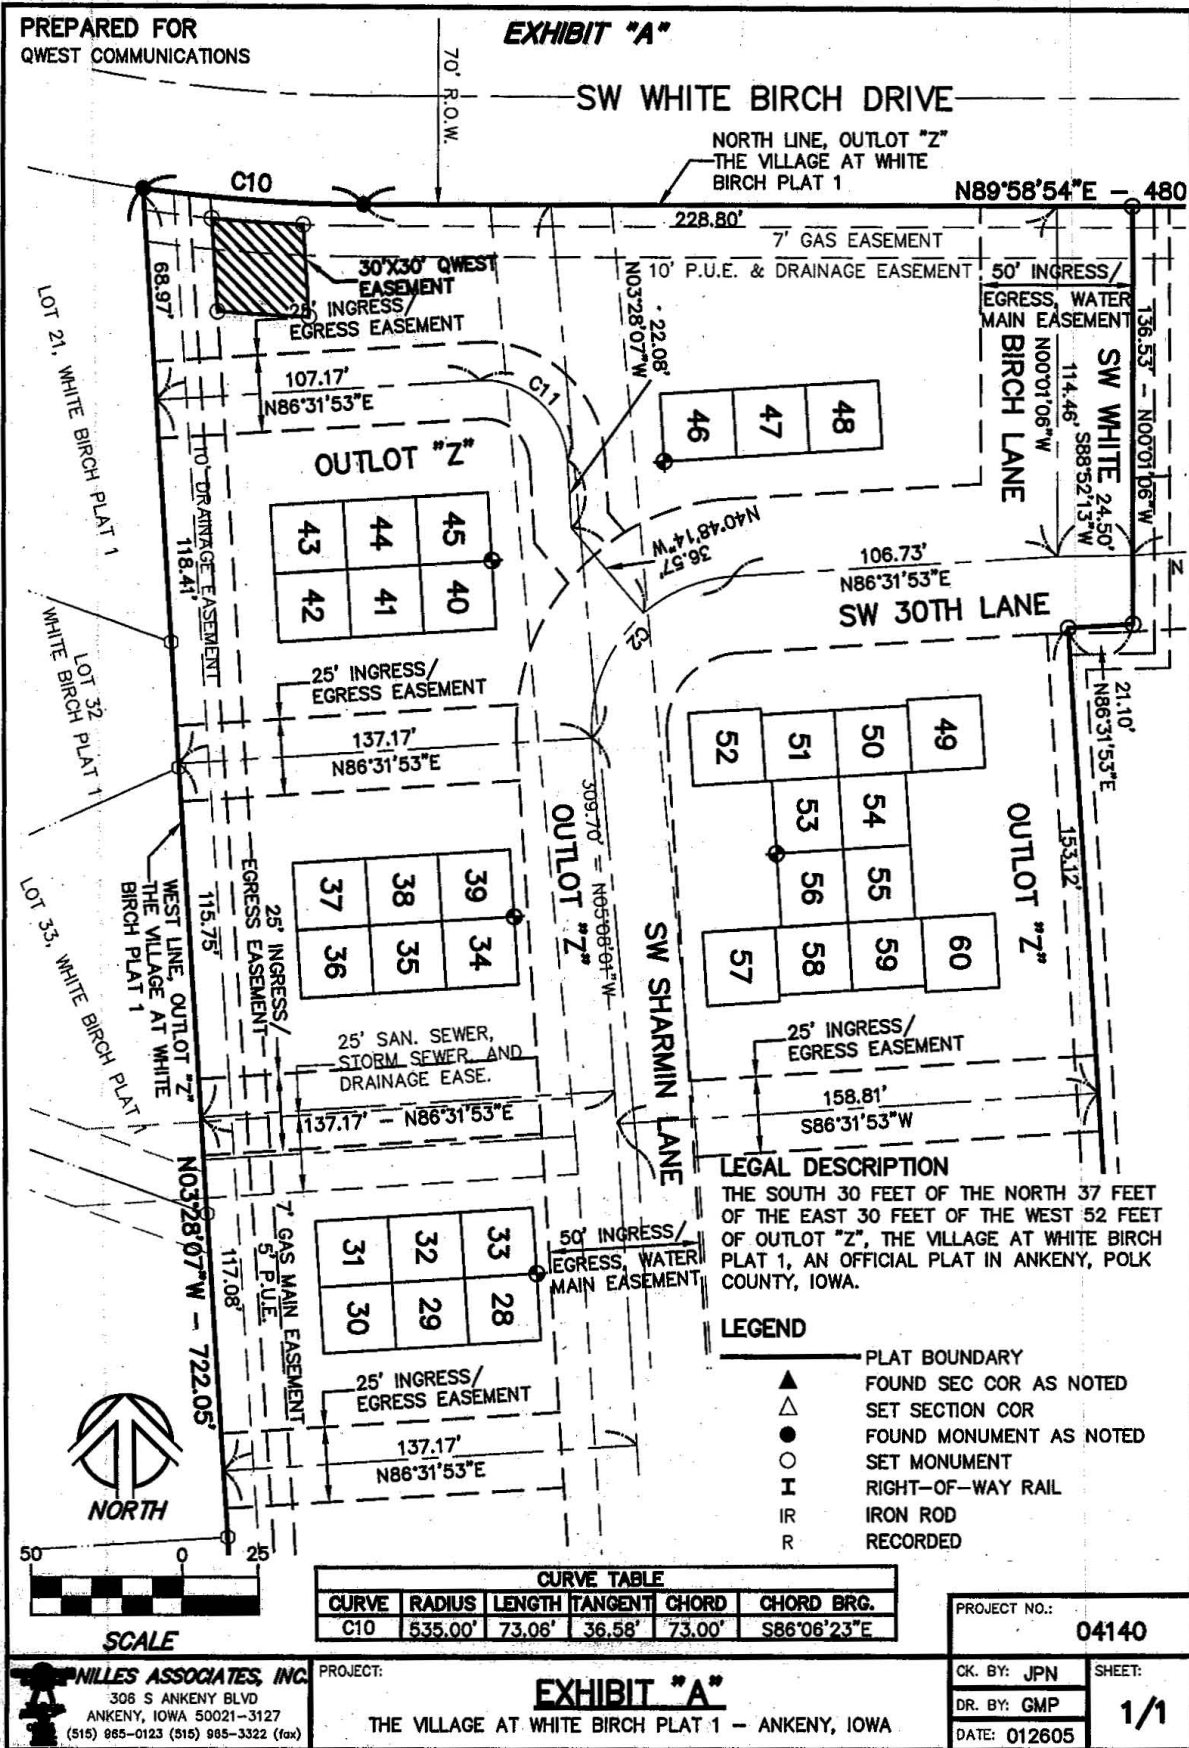 PREPARED FOR
QWEST COMMUNICATIONS
EXHIBIT "A"
70' R.O.W.
SW WHITE BIRCH DRIVE
NORTH LINE, OUTLOT "Z"
THE VILLAGE AT WHITE
BIRCH PLAT 1
C10
N89°58'54"E - 480
228.80'
7' GAS EASEMENT
10' P.U.E. & DRAINAGE EASEMENT
30'X30' QWEST
EASEMENT
25' INGRESS/
EGRESS EASEMENT
68.97'
50' INGRESS/
EGRESS, WATER
MAIN EASEMENT
N03°28'07"W
22.08'
136.53' - N00°01'06"W
SW WHITE
BIRCH LANE
114.46'
N00°01'06"W
24.50'
S88°52'13"W
LOT 21, WHITE BIRCH PLAT 1
107.17'
N86°31'53"E
C11
46
47
48
OUTLOT "Z"
10' DRAINAGE EASEMENT
118.41'
43
44
45
42
41
40
N40°48'14"W
36.57'
106.73'
N86°31'53"E
N
SW 30TH LANE
C2
LOT 32
WHITE BIRCH PLAT 1
25' INGRESS/
EGRESS EASEMENT
137.17'
N86°31'53"E
21.10'
N86°31'53"E
52
51
50
49
53
54
56
55
57
58
59
60
OUTLOT "Z"
153.12'
OUTLOT "Z"
309.70' = N05°08'01"W
SW SHARMIN LANE
LOT 33, WHITE BIRCH PLAT 1
WEST LINE, OUTLOT "Z"
THE VILLAGE AT WHITE
BIRCH PLAT 1
115.75'
25' INGRESS/
EGRESS EASEMENT
37
38
39
36
35
34
25' SAN. SEWER,
STORM SEWER, AND
DRAINAGE EASE.
137.17' - N86°31'53"E
25' INGRESS/
EGRESS EASEMENT
158.81'
S86°31'53"W
LEGAL DESCRIPTION
THE SOUTH 30 FEET OF THE NORTH 37 FEET
OF THE EAST 30 FEET OF THE WEST 52 FEET
OF OUTLOT "Z", THE VILLAGE AT WHITE BIRCH
PLAT 1, AN OFFICIAL PLAT IN ANKENY, POLK
COUNTY, IOWA.
N03°28'07"W - 722.05'
117.08'
5' P.U.E.
7' GAS MAIN EASEMENT
31
32
33
30
29
28
50' INGRESS/
EGRESS, WATER
MAIN EASEMENT
25' INGRESS/
EGRESS EASEMENT
137.17'
N86°31'53"E
LEGEND
PLAT BOUNDARY
FOUND SEC COR AS NOTED
SET SECTION COR
FOUND MONUMENT AS NOTED
SET MONUMENT
RIGHT-OF-WAY RAIL
IR IRON ROD
R RECORDED
NORTH
50 0 25
SCALE
CURVE TABLE
CURVE RADIUS LENGTH TANGENT CHORD CHORD BRG.
C10 535.00' 73.06' 36.58' 73.00' S86°06'23"E
PROJECT NO.:
04140
NILLES ASSOCIATES, INC.
306 S ANKENY BLVD
ANKENY, IOWA 50021-3127
(515) 965-0123 (515) 965-3322 (fax)
PROJECT:
EXHIBIT "A"
THE VILLAGE AT WHITE BIRCH PLAT 1 - ANKENY, IOWA
CK. BY: JPN
DR. BY: GMP
DATE: 012605
SHEET:
1/1